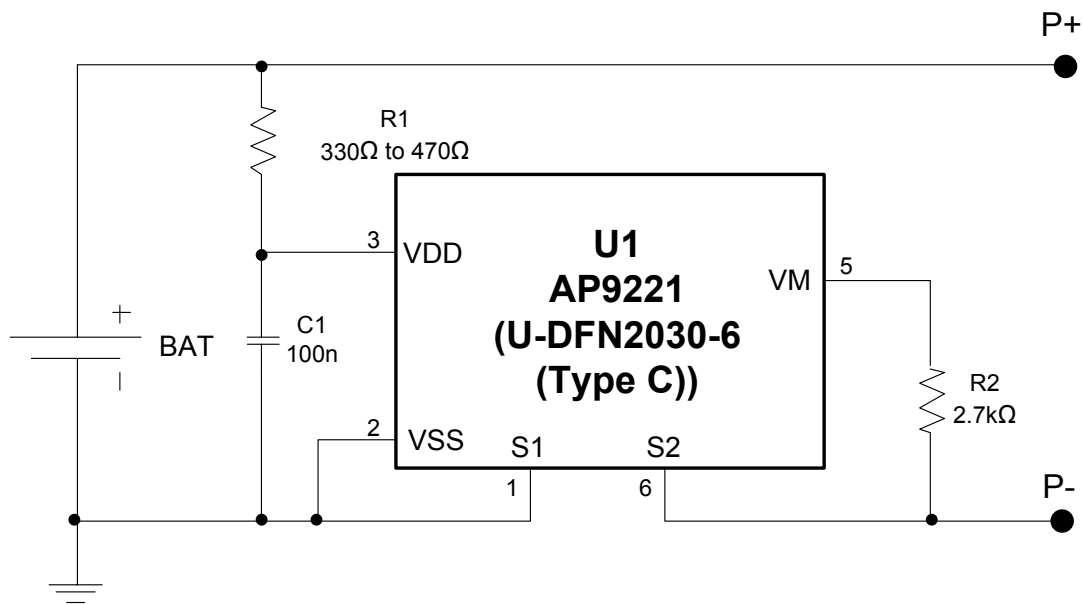 P+
R1
330Ω to 470Ω
3
VDD
U1
AP9221
(U-DFN2030-6
(Type C))
VM
5
+
BAT
C1
100n
R2
2.7kΩ
2
VSS
S1
S2
1
6
P-